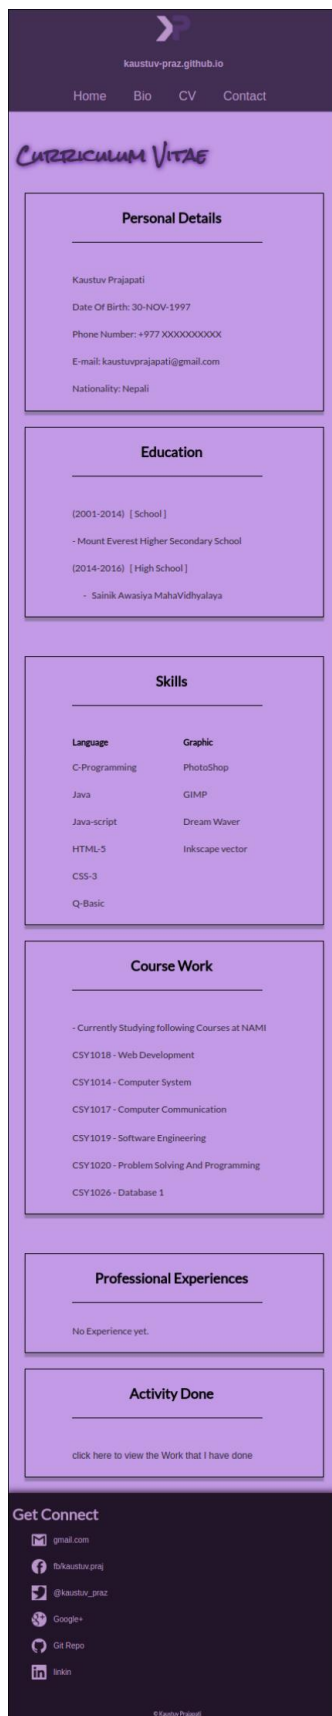 kaustuv-praz.github.io
Home Bio CV Contact
Curriculum Vitae
Personal Details
Kaustuv Prajapati
Date Of Birth: 30-NOV-1997
Phone Number: +977 XXXXXXXXXX
E-mail: kaustuvprajapati@gmail.com
Nationality: Nepali
Education
(2001-2014) [ School ]
- Mount Everest Higher Secondary School
(2014-2016) [ High School ]
- Sainik Awasiya MahaVidhyalaya
Skills
Language Graphic
C-Programming PhotoShop
Java GIMP
Java-script Dream Waver
HTML-5 Inkscape vector
CSS-3
Q-Basic
Course Work
- Currently Studying following Courses at NAMI
CSY1018 - Web Development
CSY1014 - Computer System
CSY1017 - Computer Communication
CSY1019 - Software Engineering
CSY1020 - Problem Solving And Programming
CSY1026 - Database 1
Professional Experiences
No Experience yet.
Activity Done
click here to view the Work that I have done
Get Connect
gmail.com
fb/kaustuv.praj
@kaustuv_praz
Google+
Git Repo
linkin
© Kaustuv Prajapati